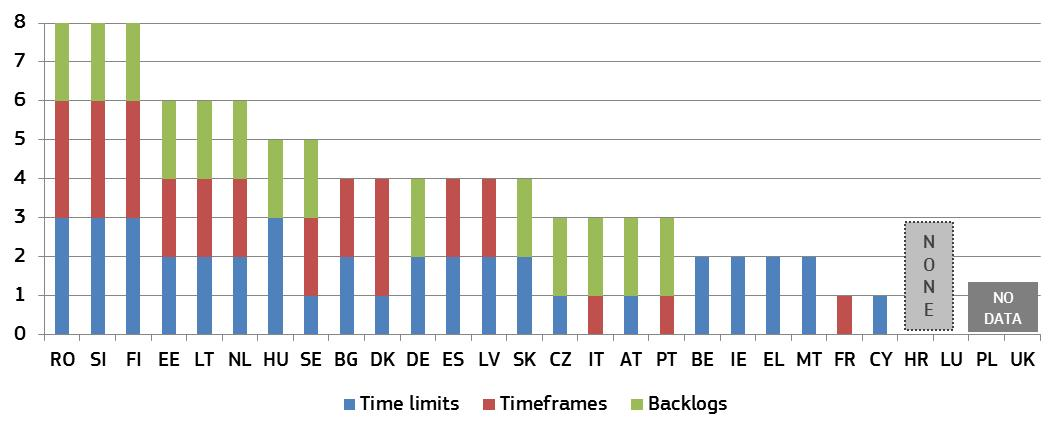 8
7
6
5
4
3
2
1
0
N
O
N
E
NO
DATA
RO SI FI EE LT NL HU SE BG DK DE ES LV SK CZ IT AT PT BE IE EL MT FR CY HR LU PL UK
Time limits Timeframes Backlogs